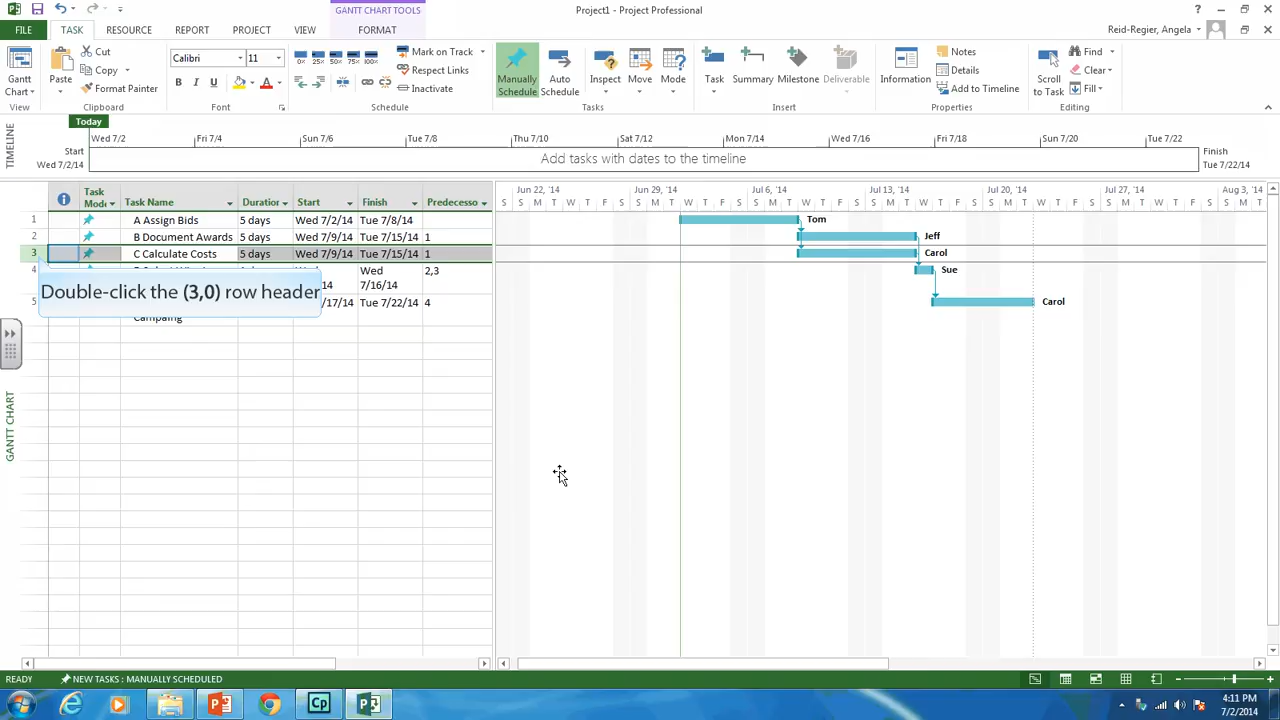 GANTT CHART TOOLS
Project1 - Project Professional
FILE TASK RESOURCE REPORT PROJECT VIEW FORMAT
Reid-Regier, Angela
Gantt Chart
View
Paste
Cut
Copy
Format Painter
Clipboard
Calibri 11
B I U A
Font
0% 25% 50% 75% 100%
Mark on Track
Respect Links
Inactivate
Schedule
Manually Schedule
Auto Schedule
Inspect
Move
Mode
Tasks
Task
Summary
Milestone
Deliverable
Insert
Information
Notes
Details
Add to Timeline
Properties
Scroll to Task
Find
Clear
Fill
Editing
TIMELINE
Today
Wed 7/2 Fri 7/4 Sun 7/6 Tue 7/8 Thu 7/10 Sat 7/12 Mon 7/14 Wed 7/16 Fri 7/18 Sun 7/20 Tue 7/22
Start
Wed 7/2/14
Add tasks with dates to the timeline
Finish
Tue 7/22/14
Task Mode Task Name Duration Start Finish Predecesso
Jun 22, '14 Jun 29, '14 Jul 6, '14 Jul 13, '14 Jul 20, '14 Jul 27, '14 Aug 3, '14
S S M T W T F S S M T W T F S S M T W T F S S M T W T F S S M T W T F S S M T W T F S S M T
1 A Assign Bids 5 days Wed 7/2/14 Tue 7/8/14 Tom
2 B Document Awards 5 days Wed 7/9/14 Tue 7/15/14 1 Jeff
3 C Calculate Costs 5 days Wed 7/9/14 Tue 7/15/14 1 Carol
4 Wed 7/16/14 2,3 Sue
Double-click the (3,0) row header
5 Campaing 17/14 Tue 7/22/14 4 Carol
GANTT CHART
READY NEW TASKS : MANUALLY SCHEDULED
4:11 PM
7/2/2014